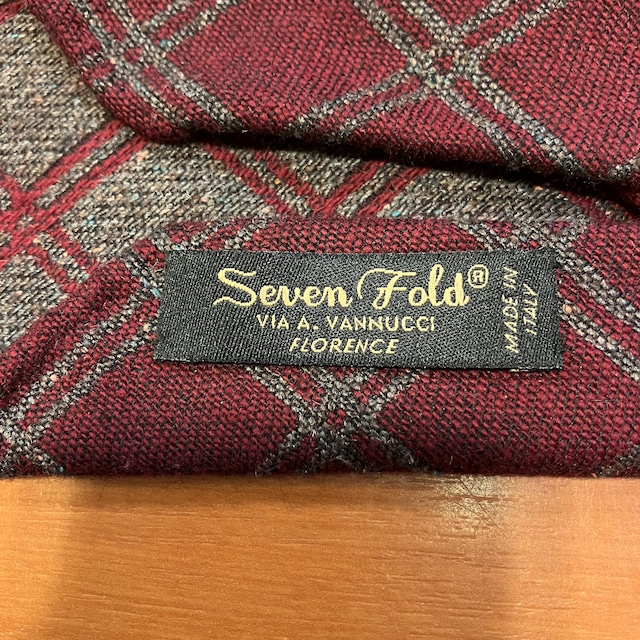 Seven Fold®
VIA A. VANNUCCI
FLORENCE
MADE IN
ITALY